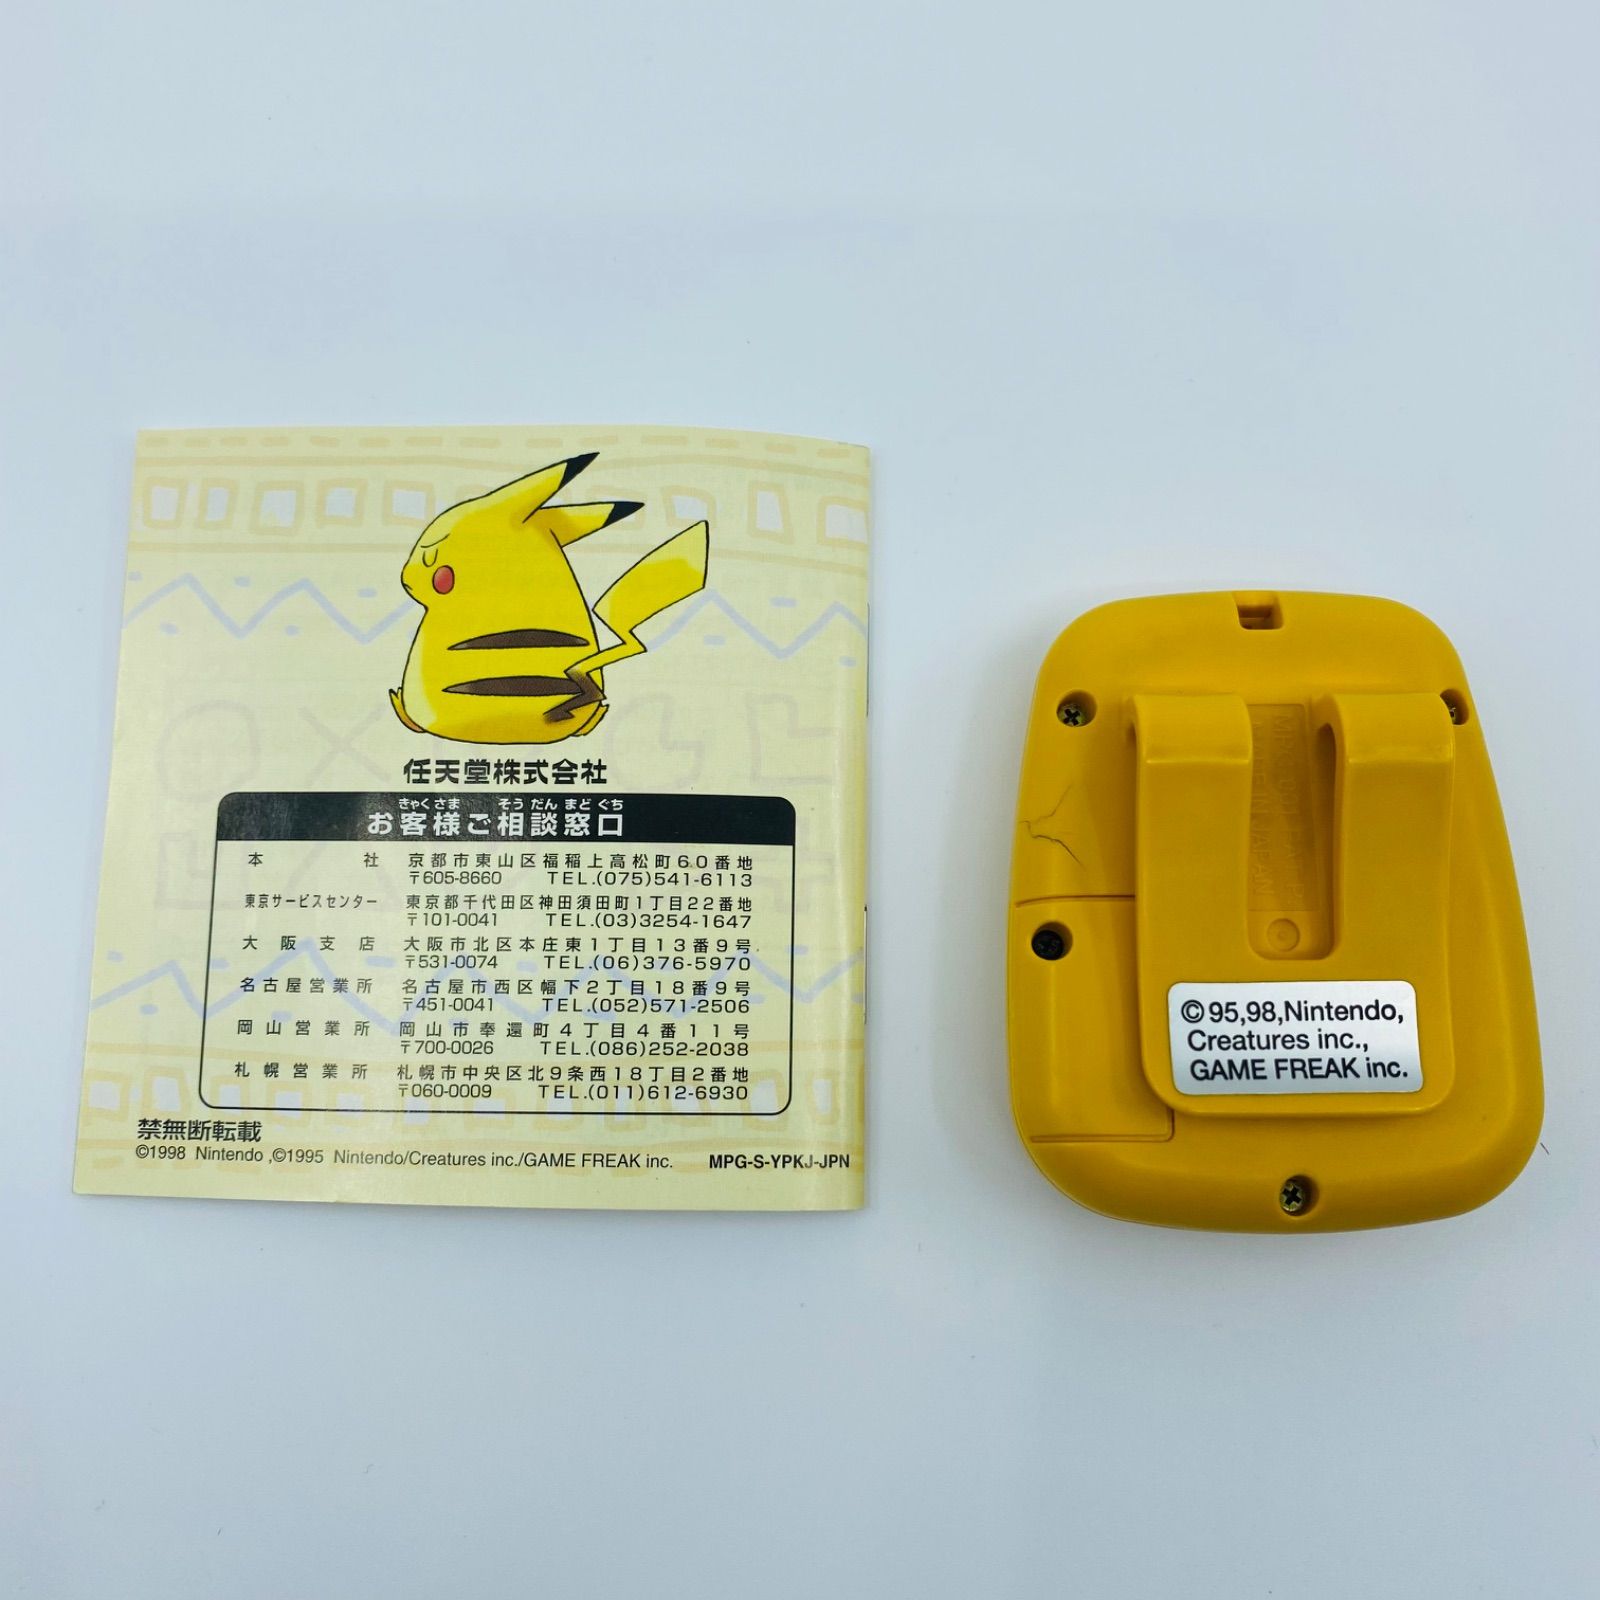 任天堂株式会社
きゃくさま そうだんまどぐち
お客様ご相談窓口
本社 京都市東山区福稲上高松町60番地
〒605-8660 TEL.(075)541-6113
東京サービスセンター 東京都千代田区神田須田町1丁目22番地
〒101-0041 TEL.(03)3254-1647
大阪支店 大阪市北区本庄東1丁目13番9号
〒531-0074 TEL.(06)376-5970
名古屋営業所 名古屋市西区幅下2丁目18番9号
〒451-0041 TEL.(052)571-2506
岡山営業所 岡山市奉還町4丁目4番11号
〒700-0026 TEL.(086)252-2038
札幌営業所 札幌市中央区北9条西18丁目2番地
〒060-0009 TEL.(011)612-6930
禁無断転載
©1998 Nintendo ,©1995 Nintendo/Creatures inc./GAME FREAK inc. MPG-S-YPKJ-JPN
MADE IN JAPAN
©95,98,Nintendo,
Creatures inc.,
GAME FREAK inc.